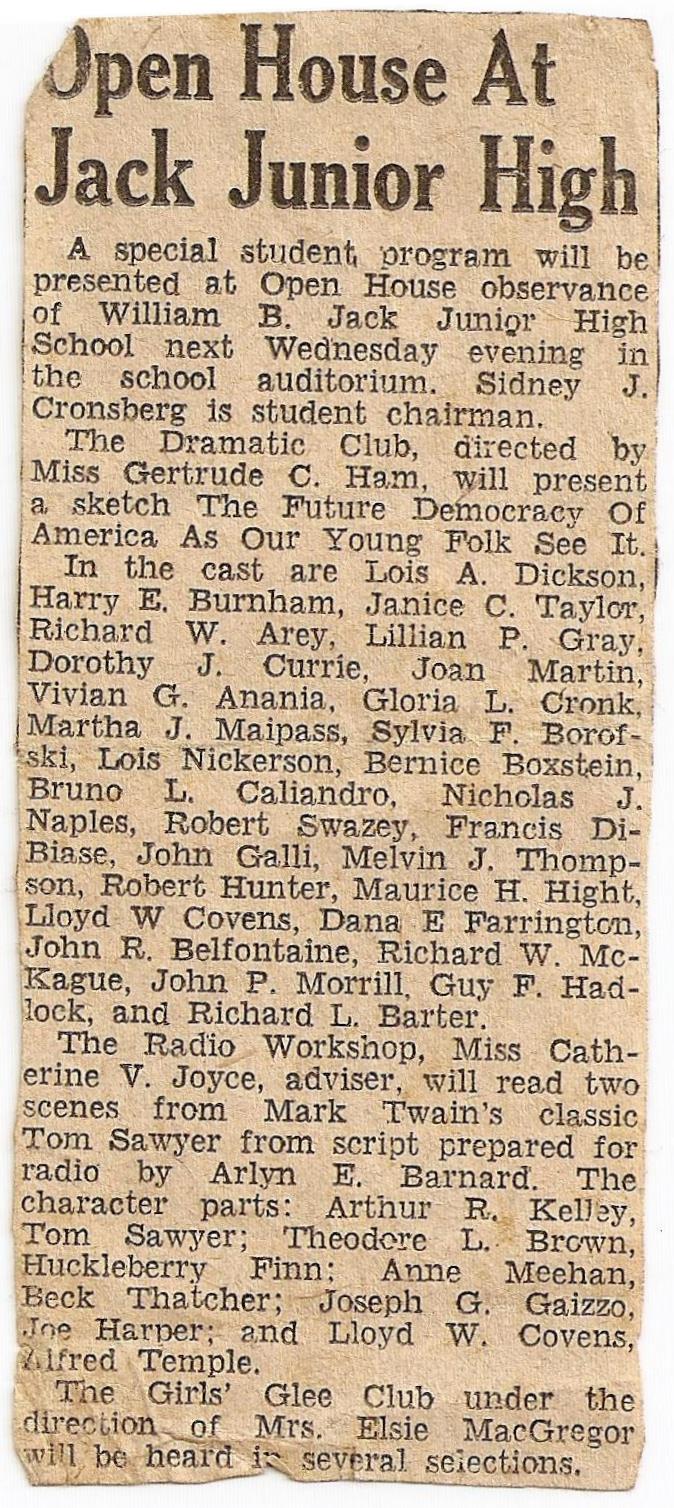 Open House At
Jack Junior High
A special student program will be
presented at Open House observance
of William B. Jack Junior High
School next Wednesday evening in
the school auditorium. Sidney J.
Cronsberg is student chairman.
The Dramatic Club, directed by
Miss Gertrude C. Ham, will present
a sketch The Future Democracy Of
America As Our Young Folk See It.
In the cast are Lois A. Dickson,
Harry E. Burnham, Janice C. Taylor,
Richard W. Arey, Lillian P. Gray,
Dorothy J. Currie, Joan Martin,
Vivian G. Anania, Gloria L. Cronk,
Martha J. Maipass, Sylvia F. Borof-
ski, Lois Nickerson, Bernice Boxstein,
Bruno L. Caliandro, Nicholas J.
Naples, Robert Swazey, Francis Di-
Biase, John Galli, Melvin J. Thomp-
son, Robert Hunter, Maurice H. Hight,
Lloyd W Covens, Dana E Farrington,
John R. Belfontaine, Richard W. Mc-
Kague, John P. Morrill, Guy F. Had-
lock, and Richard L. Barter.
The Radio Workshop, Miss Cath-
erine V. Joyce, adviser, will read two
scenes from Mark Twain's classic
Tom Sawyer from script prepared for
radio by Arlyn E. Barnard. The
character parts: Arthur R. Kelley,
Tom Sawyer; Theodore L. Brown,
Huckleberry Finn; Anne Meehan,
Beck Thatcher; Joseph G. Gaizzo,
Joe Harper; and Lloyd W. Covens,
Alfred Temple.
The Girls' Glee Club under the
direction of Mrs. Elsie MacGregor
will be heard in several selections.